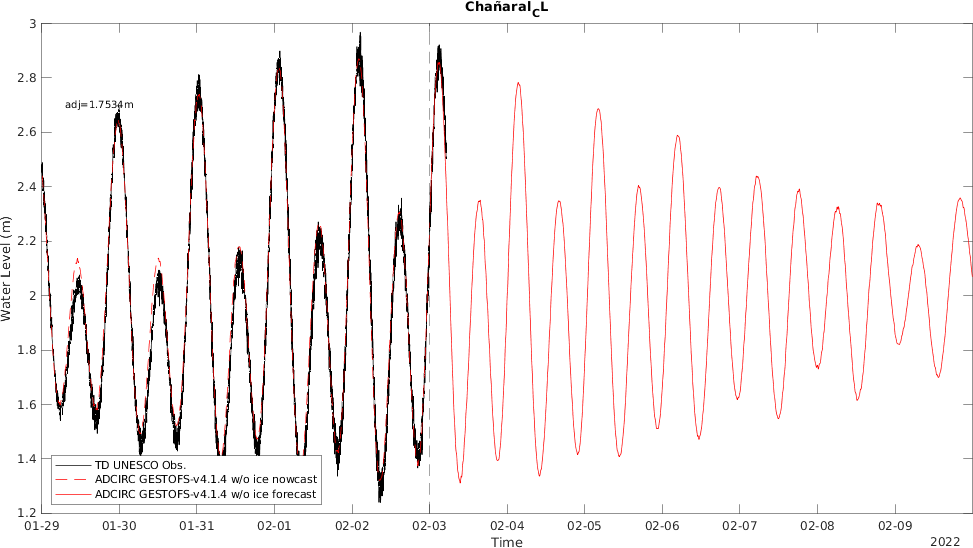 Chañaral_CL
3
2.8
2.6
2.4
2.2
2
1.8
1.6
1.4
1.2
Water Level (m)
adj=1.7534m
TD UNESCO Obs.
ADCIRC GESTOFS-v4.1.4 w/o ice nowcast
ADCIRC GESTOFS-v4.1.4 w/o ice forecast
01-29 01-30 01-31 02-01 02-02 02-03 02-04 02-05 02-06 02-07 02-08 02-09
Time
2022